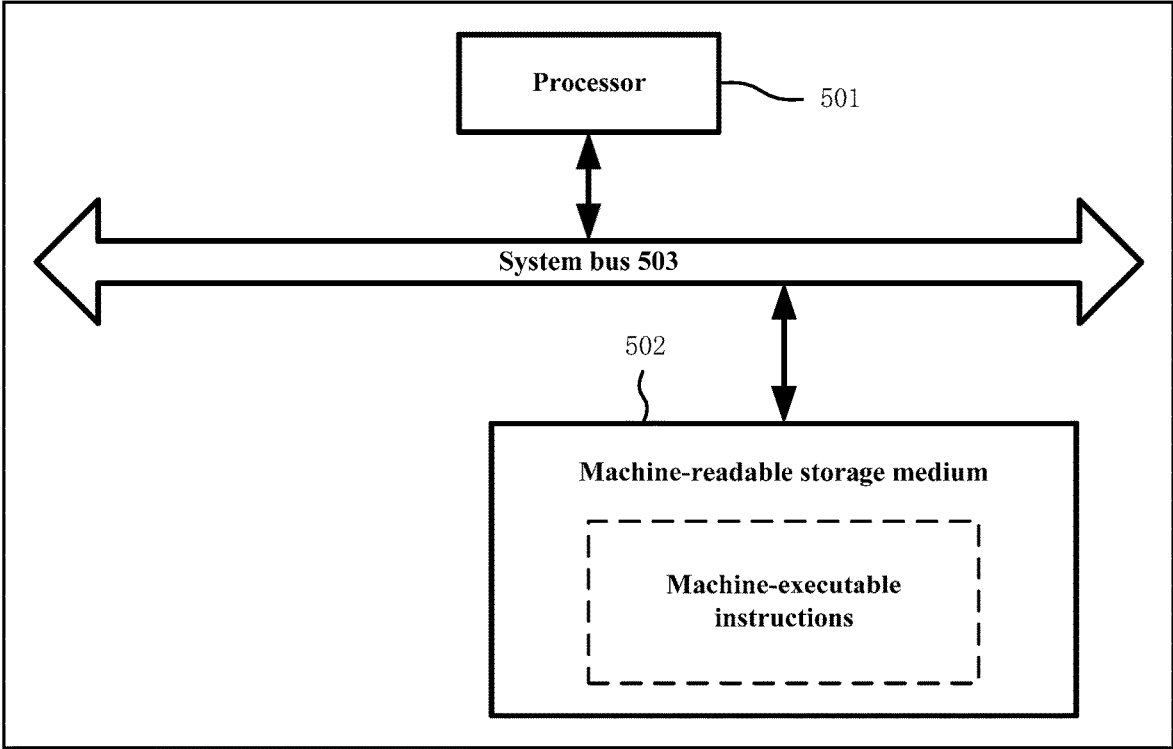 Processor
501
System bus 503
502
Machine-readable storage medium
Machine-executable
instructions